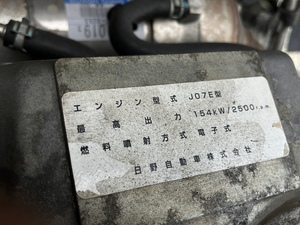 019
エンジン型式 J07E型
最高出力 154kW/2500r.p.m.
燃料噴射方式 電子式
日野自動車株式会社